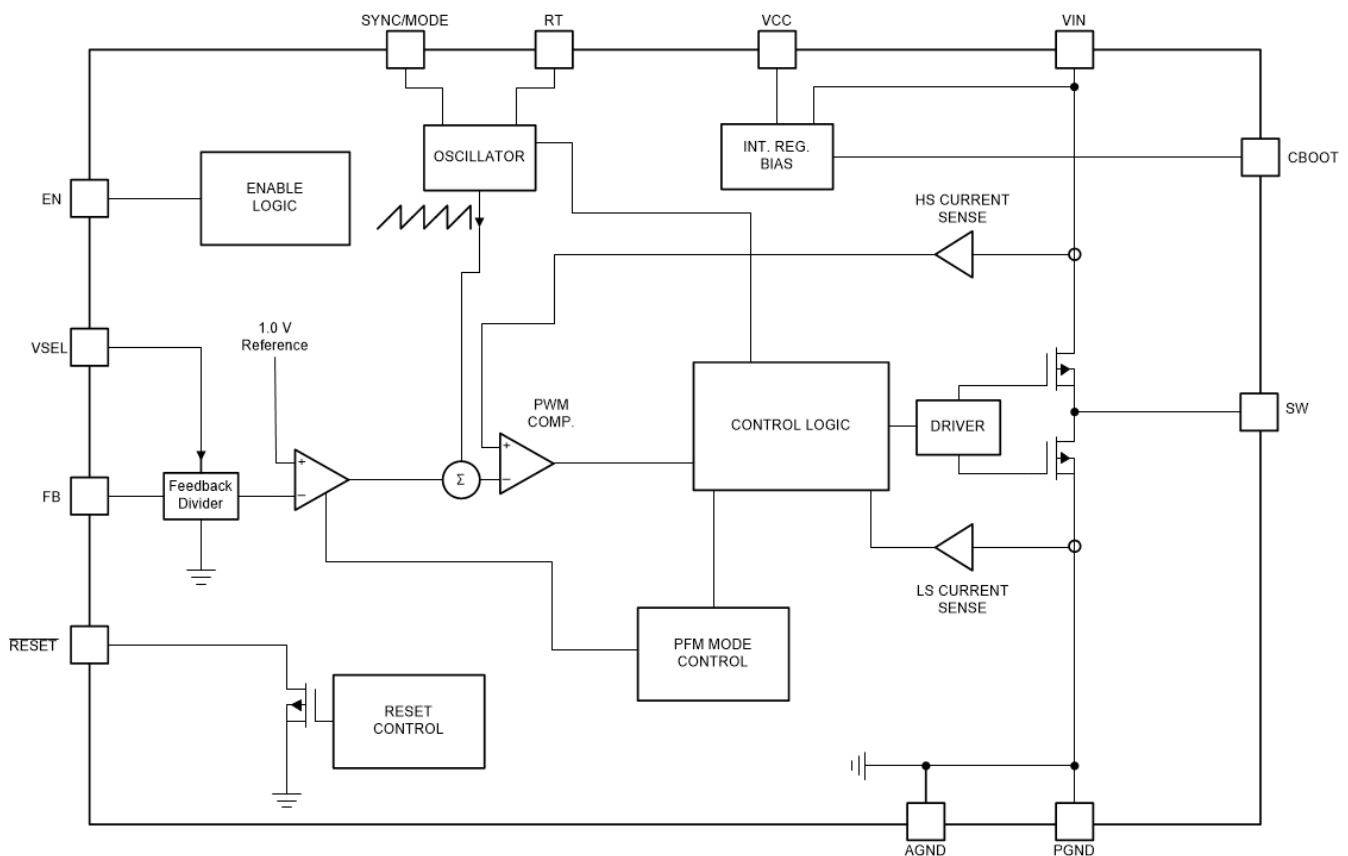 SYNC/MODE
RT
VCC
VIN
OSCILLATOR
INT. REG.
BIAS
CBOOT
EN
ENABLE
LOGIC
HS CURRENT
SENSE
VSEL
1.0 V
Reference
PWM
COMP.
CONTROL LOGIC
DRIVER
SW
+
+
Σ
−
−
FB
Feedback
Divider
LS CURRENT
SENSE
RESET
PFM MODE
CONTROL
RESET
CONTROL
AGND
PGND